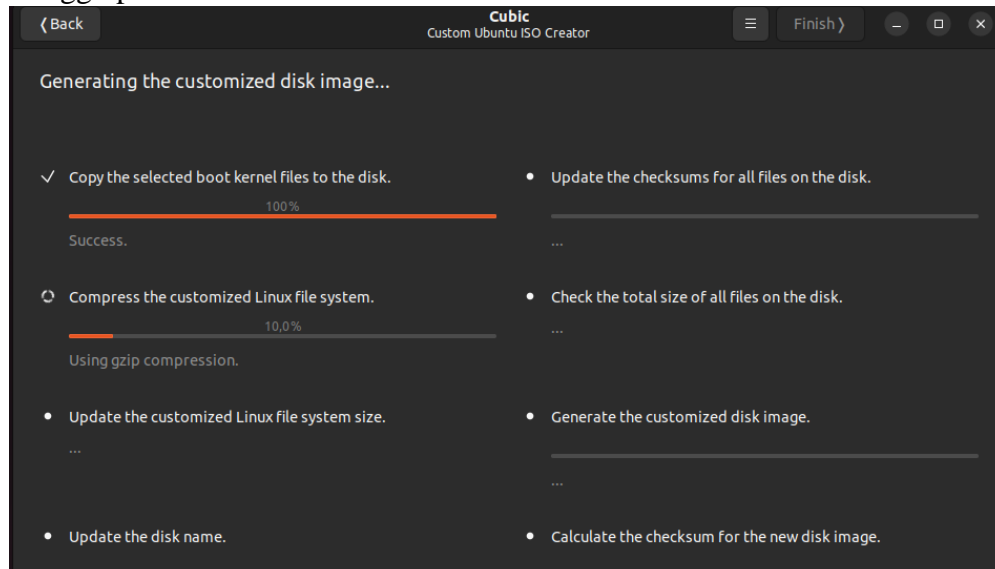 Back
Cubic
Custom Ubuntu ISO Creator
Finish
Generating the customized disk image...
Copy the selected boot kernel files to the disk.
100%
Success.
Compress the customized Linux file system.
10,0%
Using gzip compression.
Update the customized Linux file system size.
...
Update the disk name.
Update the checksums for all files on the disk.
...
Check the total size of all files on the disk.
...
Generate the customized disk image.
...
Calculate the checksum for the new disk image.